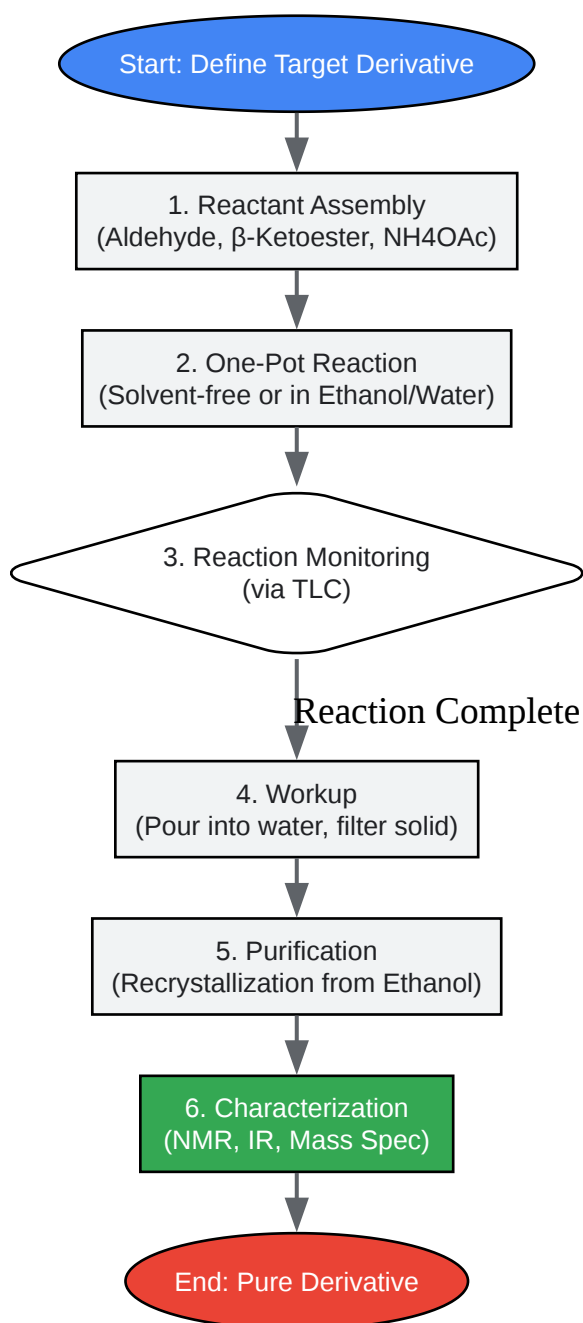 Start: Define Target Derivative
1. Reactant Assembly
(Aldehyde, β-Ketoester, NH4OAc)
2. One-Pot Reaction
(Solvent-free or in Ethanol/Water)
3. Reaction Monitoring
(via TLC)
Reaction Complete
4. Workup
(Pour into water, filter solid)
5. Purification
(Recrystallization from Ethanol)
6. Characterization
(NMR, IR, Mass Spec)
End: Pure Derivative